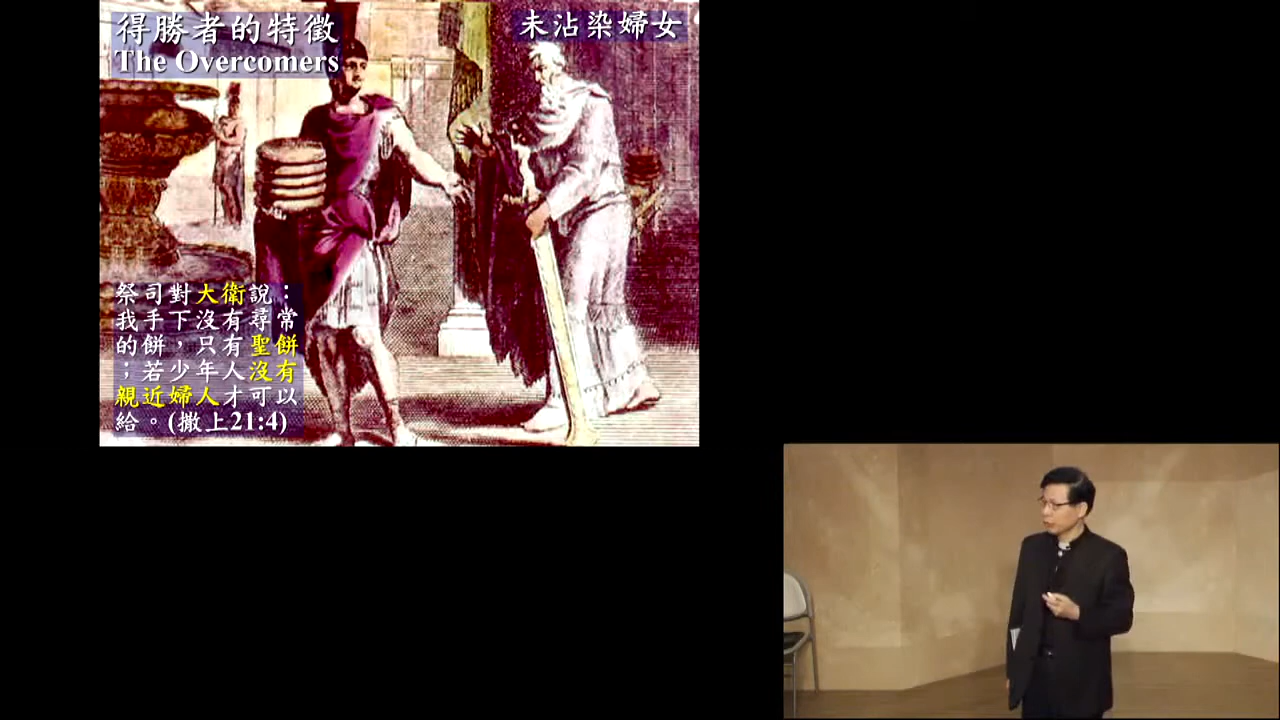 得勝者的特徵
The Overcomers
未沾染婦女
祭司對大衛說：
我手下沒有尋常
的餅，只有聖餅
；若少年人沒有
親近婦人才可以
給。(撒上21:4)